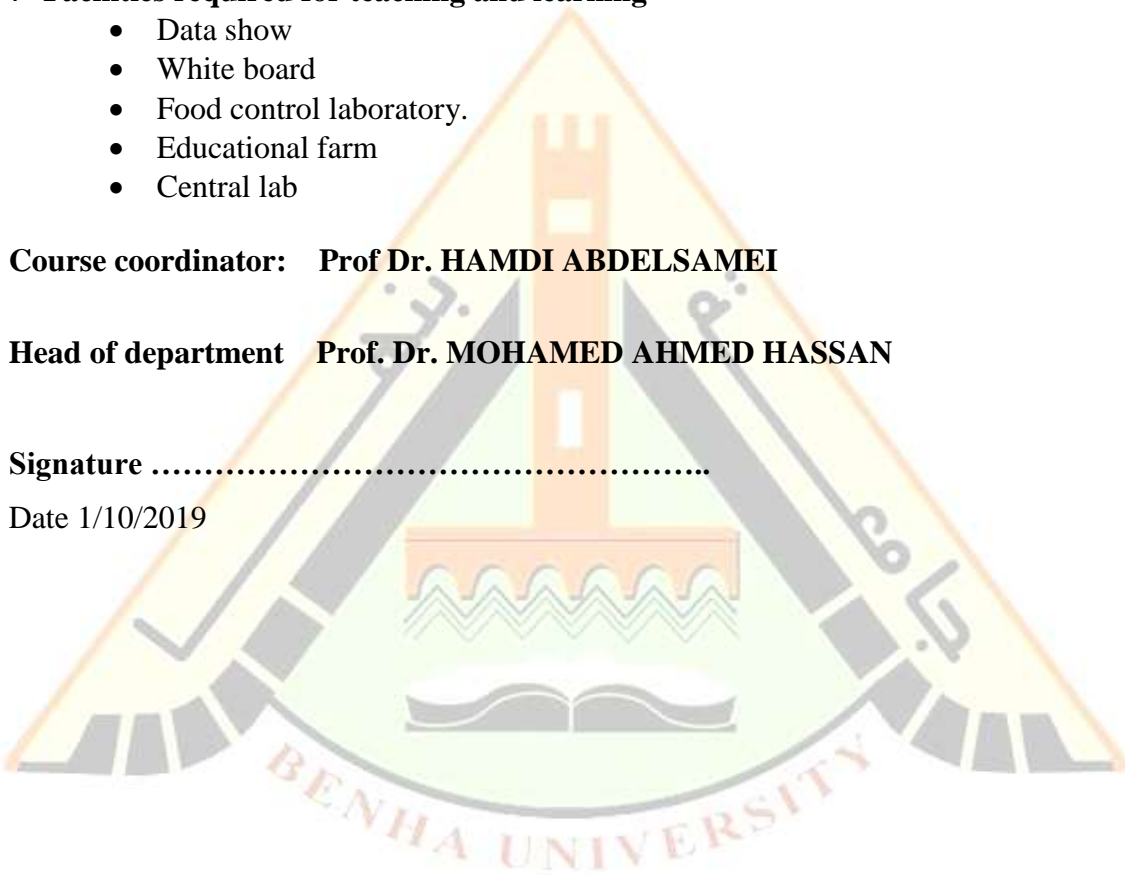 Facilities required for teaching and learning
• Data show
• White board
• Food control laboratory.
• Educational farm
• Central lab
Course coordinator: Prof Dr. HAMDI ABDELSAMEI
Head of department Prof. Dr. MOHAMED AHMED HASSAN
Signature ……………………………………………..
Date 1/10/2019
جامعة بنها
BENHA UNIVERSITY